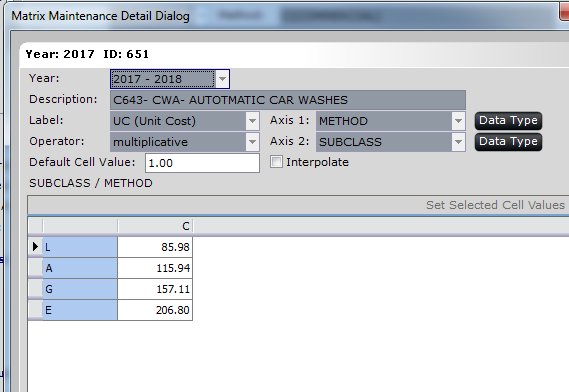 Matrix Maintenance Detail Dialog
Year: 2017 ID: 651
Year: 2017 - 2018
Description: C643- CWA- AUTOTMATIC CAR WASHES
Label: UC (Unit Cost) Axis 1: METHOD Data Type
Operator: multiplicative Axis 2: SUBCLASS Data Type
Default Cell Value: 1.00 Interpolate
SUBCLASS / METHOD
Set Selected Cell Values
C
L 85.98
A 115.94
G 157.11
E 206.80